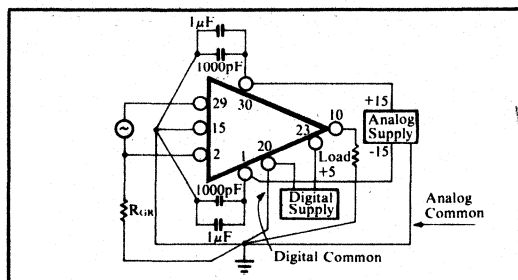 1μF
1000pF
30
+15
29
10
Analog
Supply
15
23
-15
2
1
20
Load
+5
1000pF
Digital
Supply
Analog
Common
RGR
1μF
Digital Common